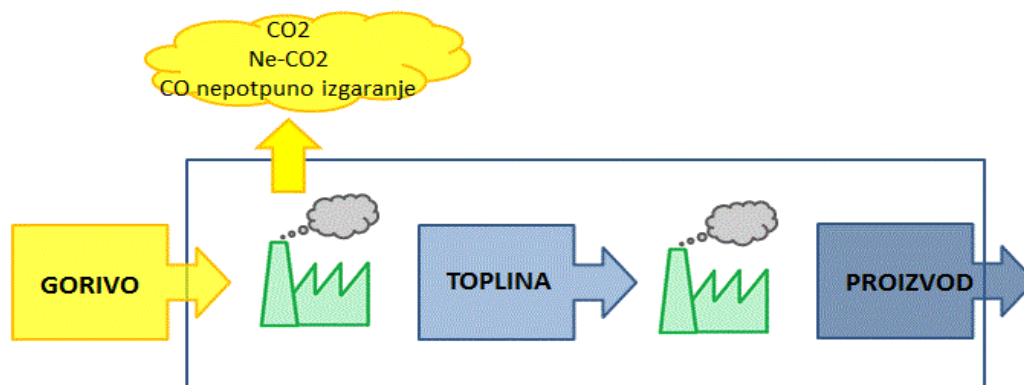 CO2
Ne-CO2
CO nepotpuno izgaranje
GORIVO
TOPLINA
PROIZVOD